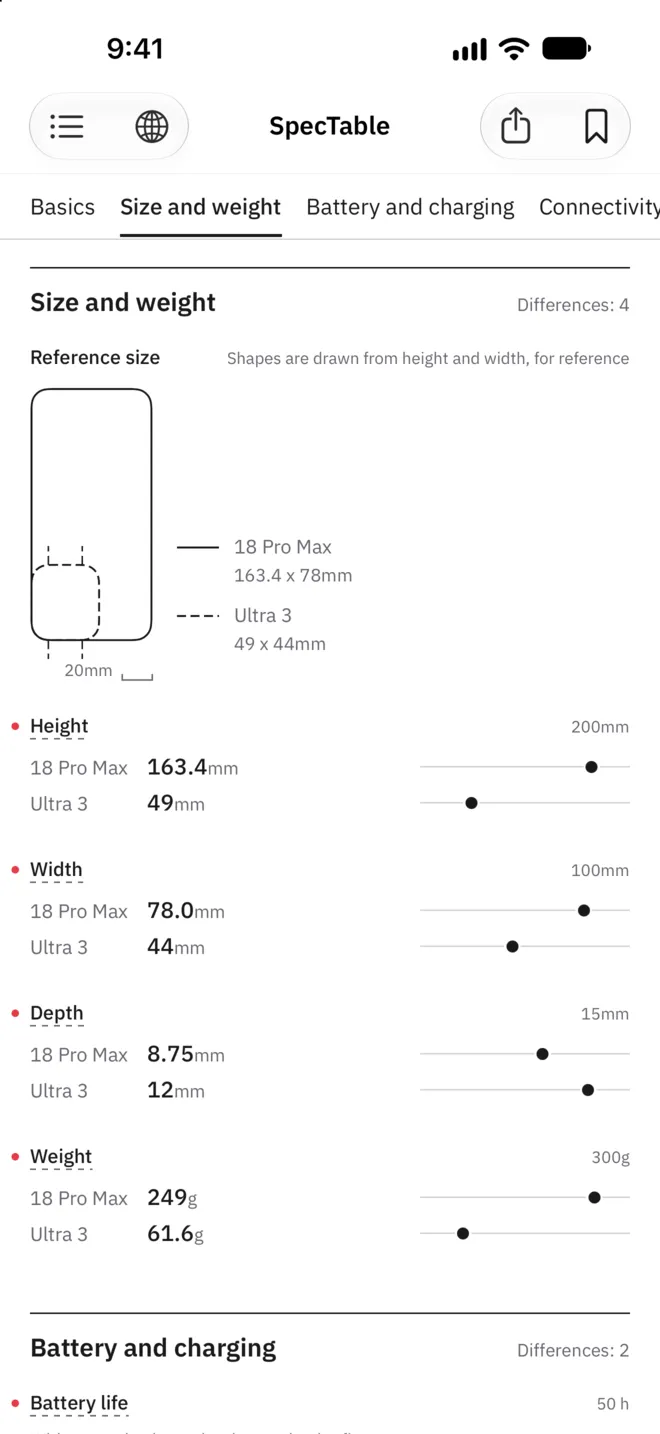 9:41
SpecTable
Basics Size and weight Battery and charging Connectivity
Size and weight Differences: 4
Reference size Shapes are drawn from height and width, for reference
18 Pro Max
163.4 x 78mm
Ultra 3
49 x 44mm
20mm
Height 200mm
18 Pro Max 163.4mm
Ultra 3 49mm
Width 100mm
18 Pro Max 78.0mm
Ultra 3 44mm
Depth 15mm
18 Pro Max 8.75mm
Ultra 3 12mm
Weight 300g
18 Pro Max 249g
Ultra 3 61.6g
Battery and charging Differences: 2
Battery life 50 h